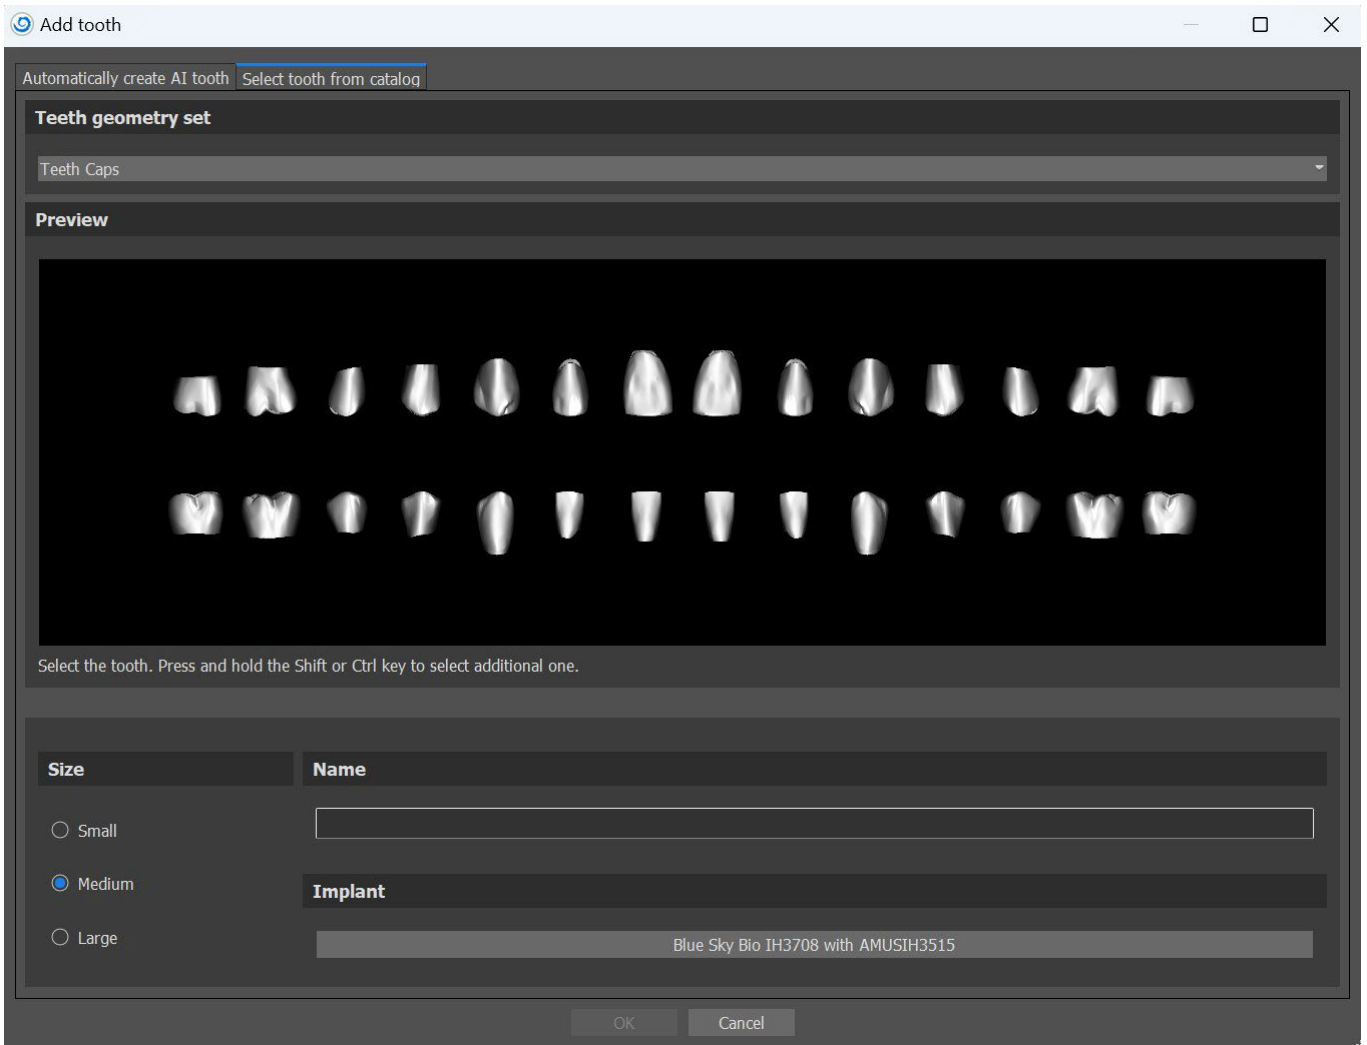 Add tooth
Automatically create AI tooth
Select tooth from catalog
Teeth geometry set
Teeth Caps
Preview
Select the tooth. Press and hold the Shift or Ctrl key to select additional one.
Size
Name
Small
Medium
Implant
Large
Blue Sky Bio IH3708 with AMUSIH3515
OK
Cancel